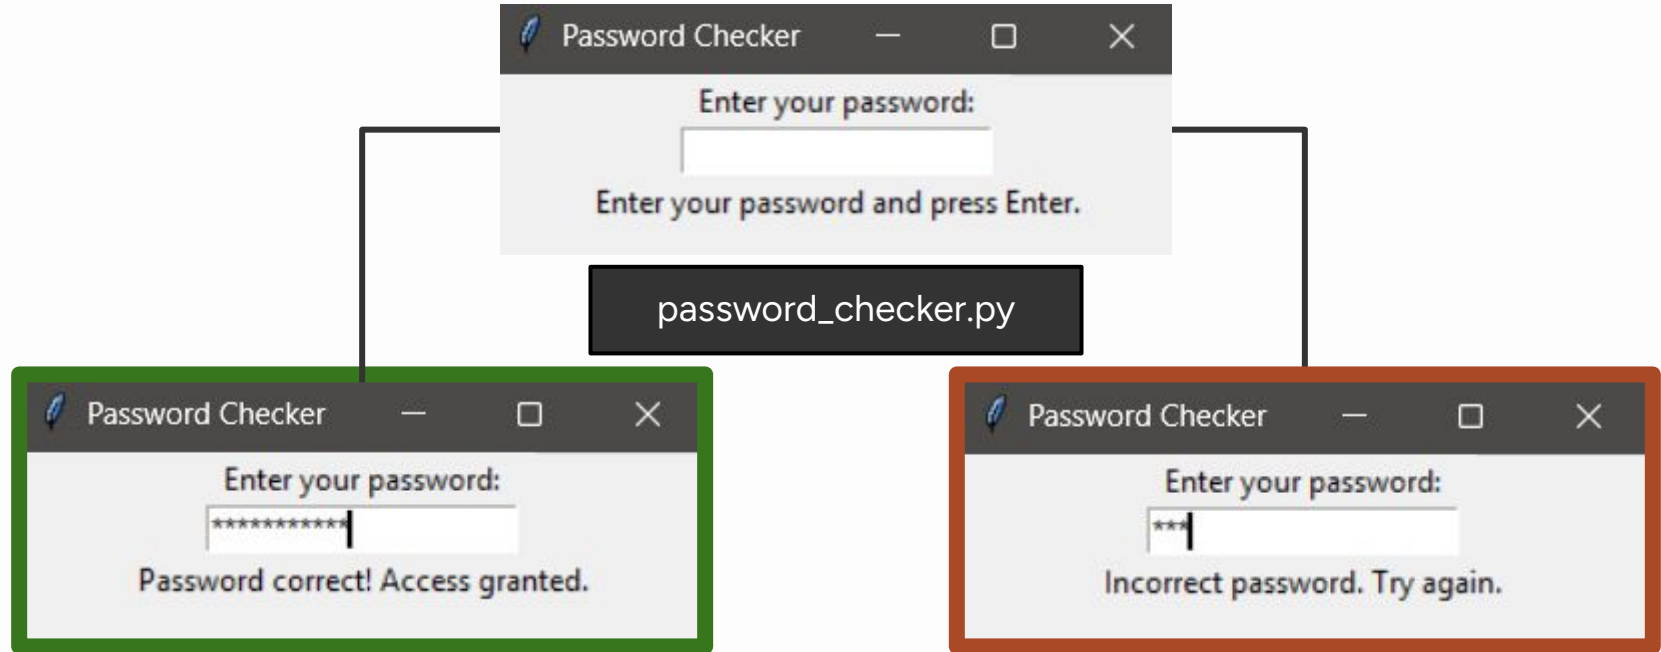 Password Checker
Enter your password:
Enter your password and press Enter.
password_checker.py
Password Checker
Enter your password:
***********
Password correct! Access granted.
Password Checker
Enter your password:
***
Incorrect password. Try again.